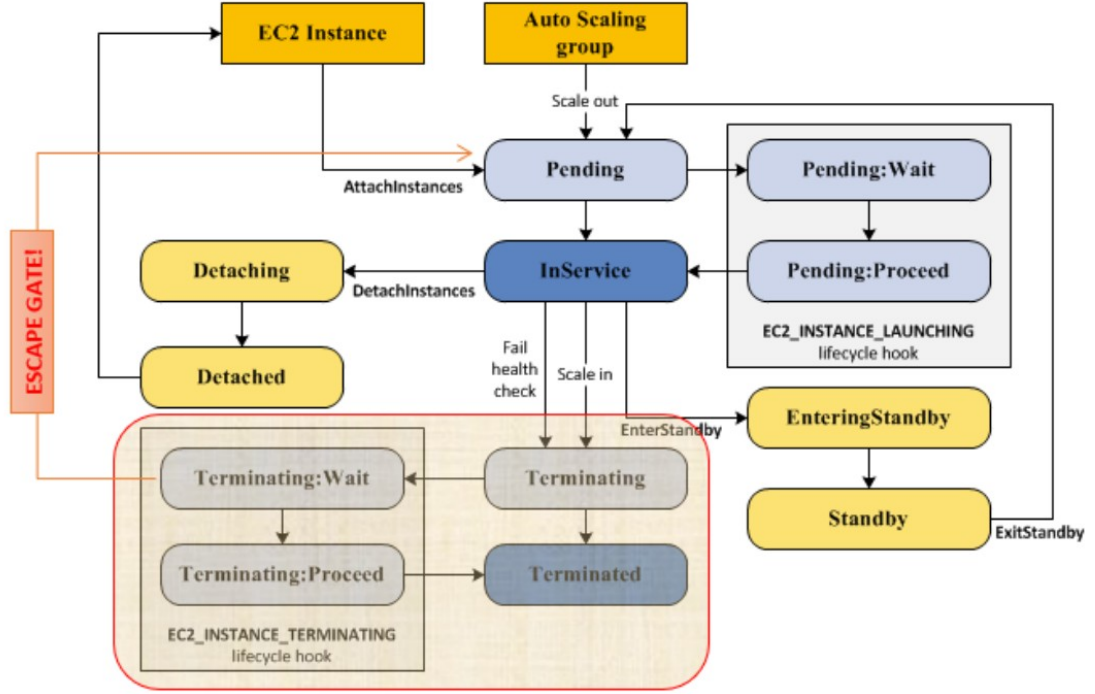 EC2 Instance
Auto Scaling
group
Scale out
Pending
Pending:Wait
AttachInstances
ESCAPE GATE!
Detaching
InService
Pending:Proceed
DetachInstances
EC2_INSTANCE_LAUNCHING
lifecycle hook
Fail
health
check
Scale in
Detached
EnterStandby
EnteringStandby
Terminating:Wait
Terminating
Standby
ExitStandby
Terminating:Proceed
Terminated
EC2_INSTANCE_TERMINATING
lifecycle hook